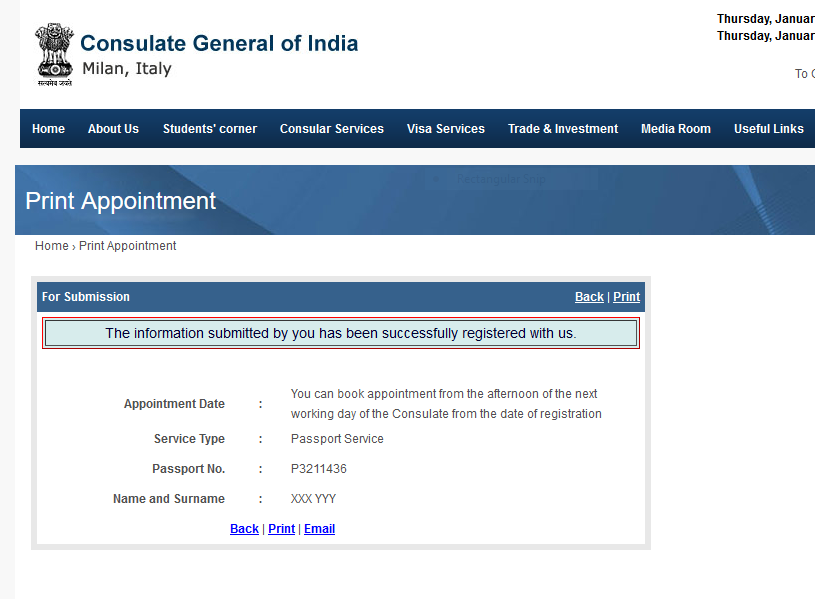 Thursday, Januar
Thursday, Januar
Consulate General of India
Milan, Italy
सत्यमेव जयते
To
Home About Us Students' corner Consular Services Visa Services Trade & Investment Media Room Useful Links
Rectangular Snip
Print Appointment
Home › Print Appointment
For Submission Back | Print
The information submitted by you has been successfully registered with us.
Appointment Date : You can book appointment from the afternoon of the next
working day of the Consulate from the date of registration
Service Type : Passport Service
Passport No. : P3211436
Name and Surname : XXX YYY
Back | Print | Email